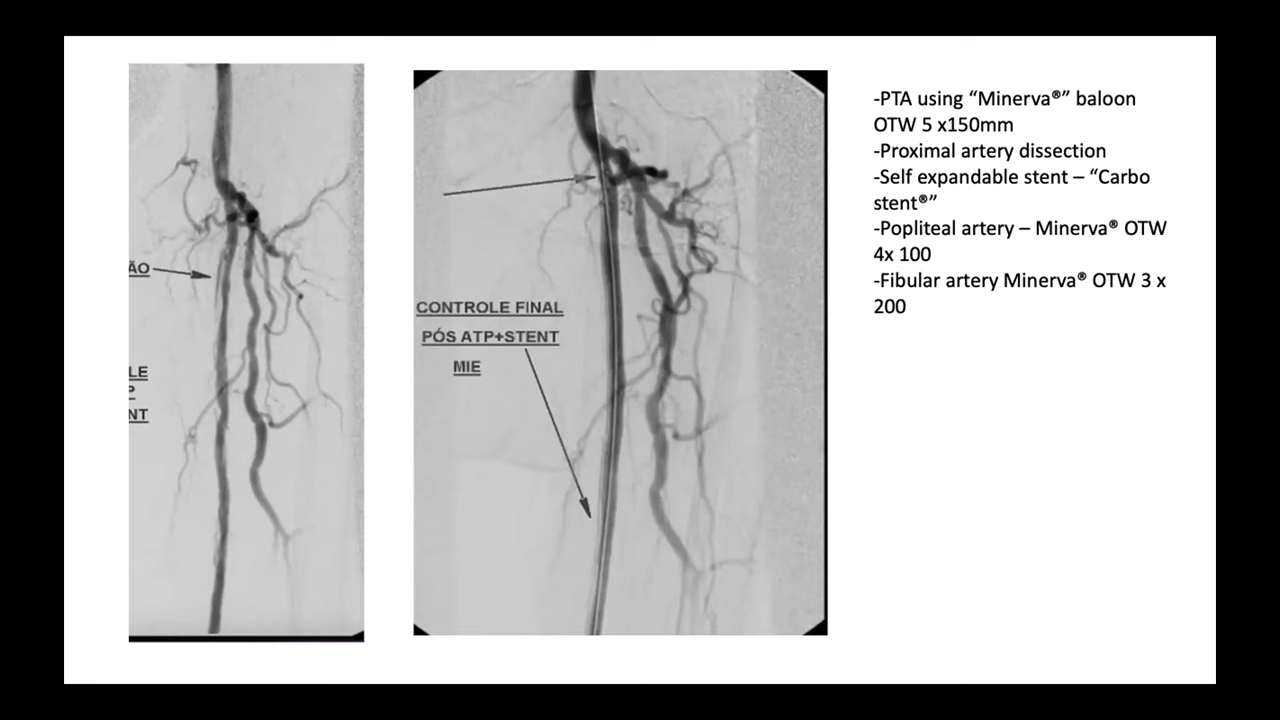 ÃO
LE
P
NT
CONTROLE FINAL
PÓS ATP+STENT
MIE
-PTA using “Minerva®” baloon
OTW 5 x150mm
-Proximal artery dissection
-Self expandable stent – “Carbo
stent®”
-Popliteal artery – Minerva® OTW
4x 100
-Fibular artery Minerva® OTW 3 x
200